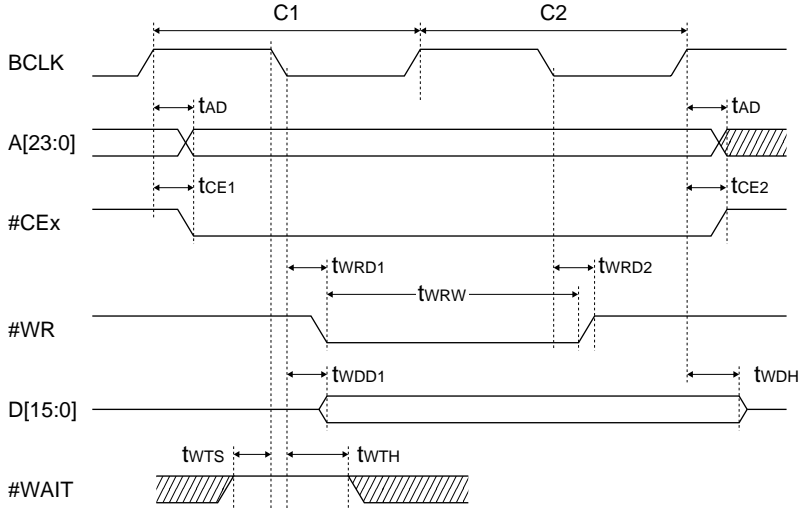 C1 C2
BCLK
tAD tAD
A[23:0]
tCE1 tCE2
#CEx
tWRD1 tWRD2
tWRW
#WR
tWDD1 tWDH
D[15:0]
tWTS tWTH
#WAIT